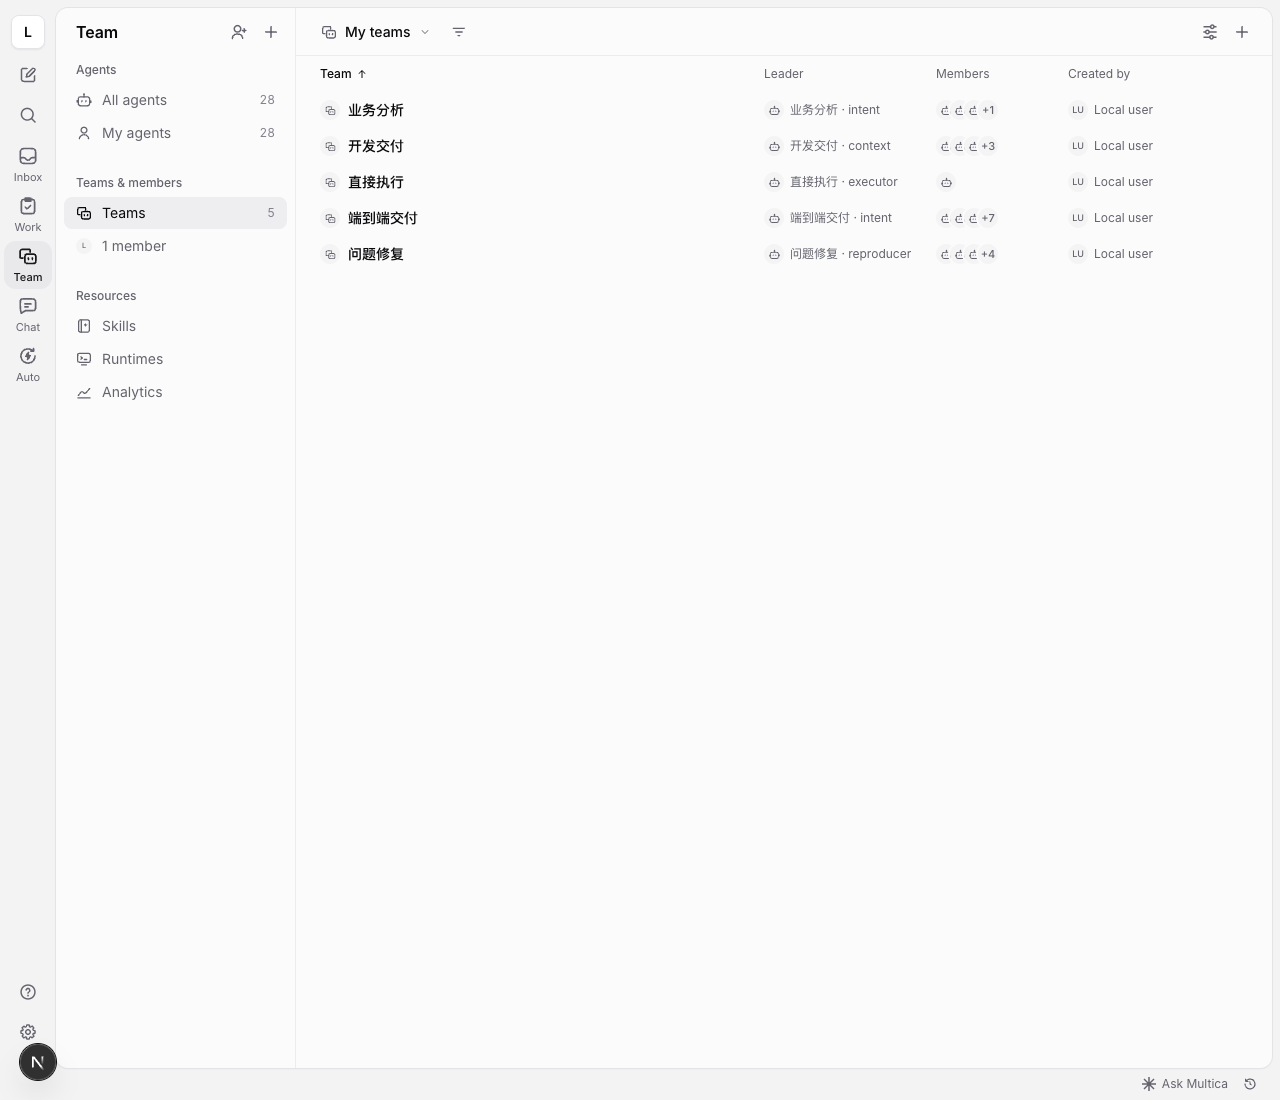 L
Inbox
Work
Team
Chat
Auto
Team
Agents
All agents 28
My agents 28
Teams & members
Teams 5
L 1 member
Resources
Skills
Runtimes
Analytics
My teams
Team ↑ Leader Members Created by
业务分析 业务分析 · intent +1 LU Local user
开发交付 开发交付 · context +3 LU Local user
直接执行 直接执行 · executor LU Local user
端到端交付 端到端交付 · intent +7 LU Local user
问题修复 问题修复 · reproducer +4 LU Local user
N
Ask Multica